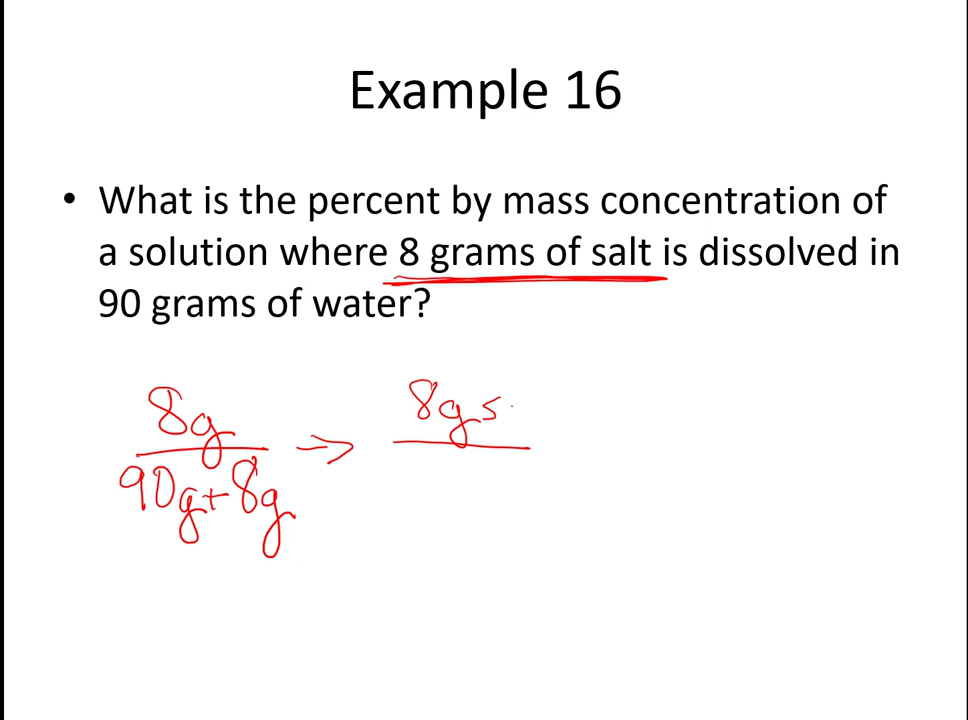 Example 16
• What is the percent by mass concentration of
a solution where 8 grams of salt is dissolved in
90 grams of water?
8g
90g+8g
→
8g s